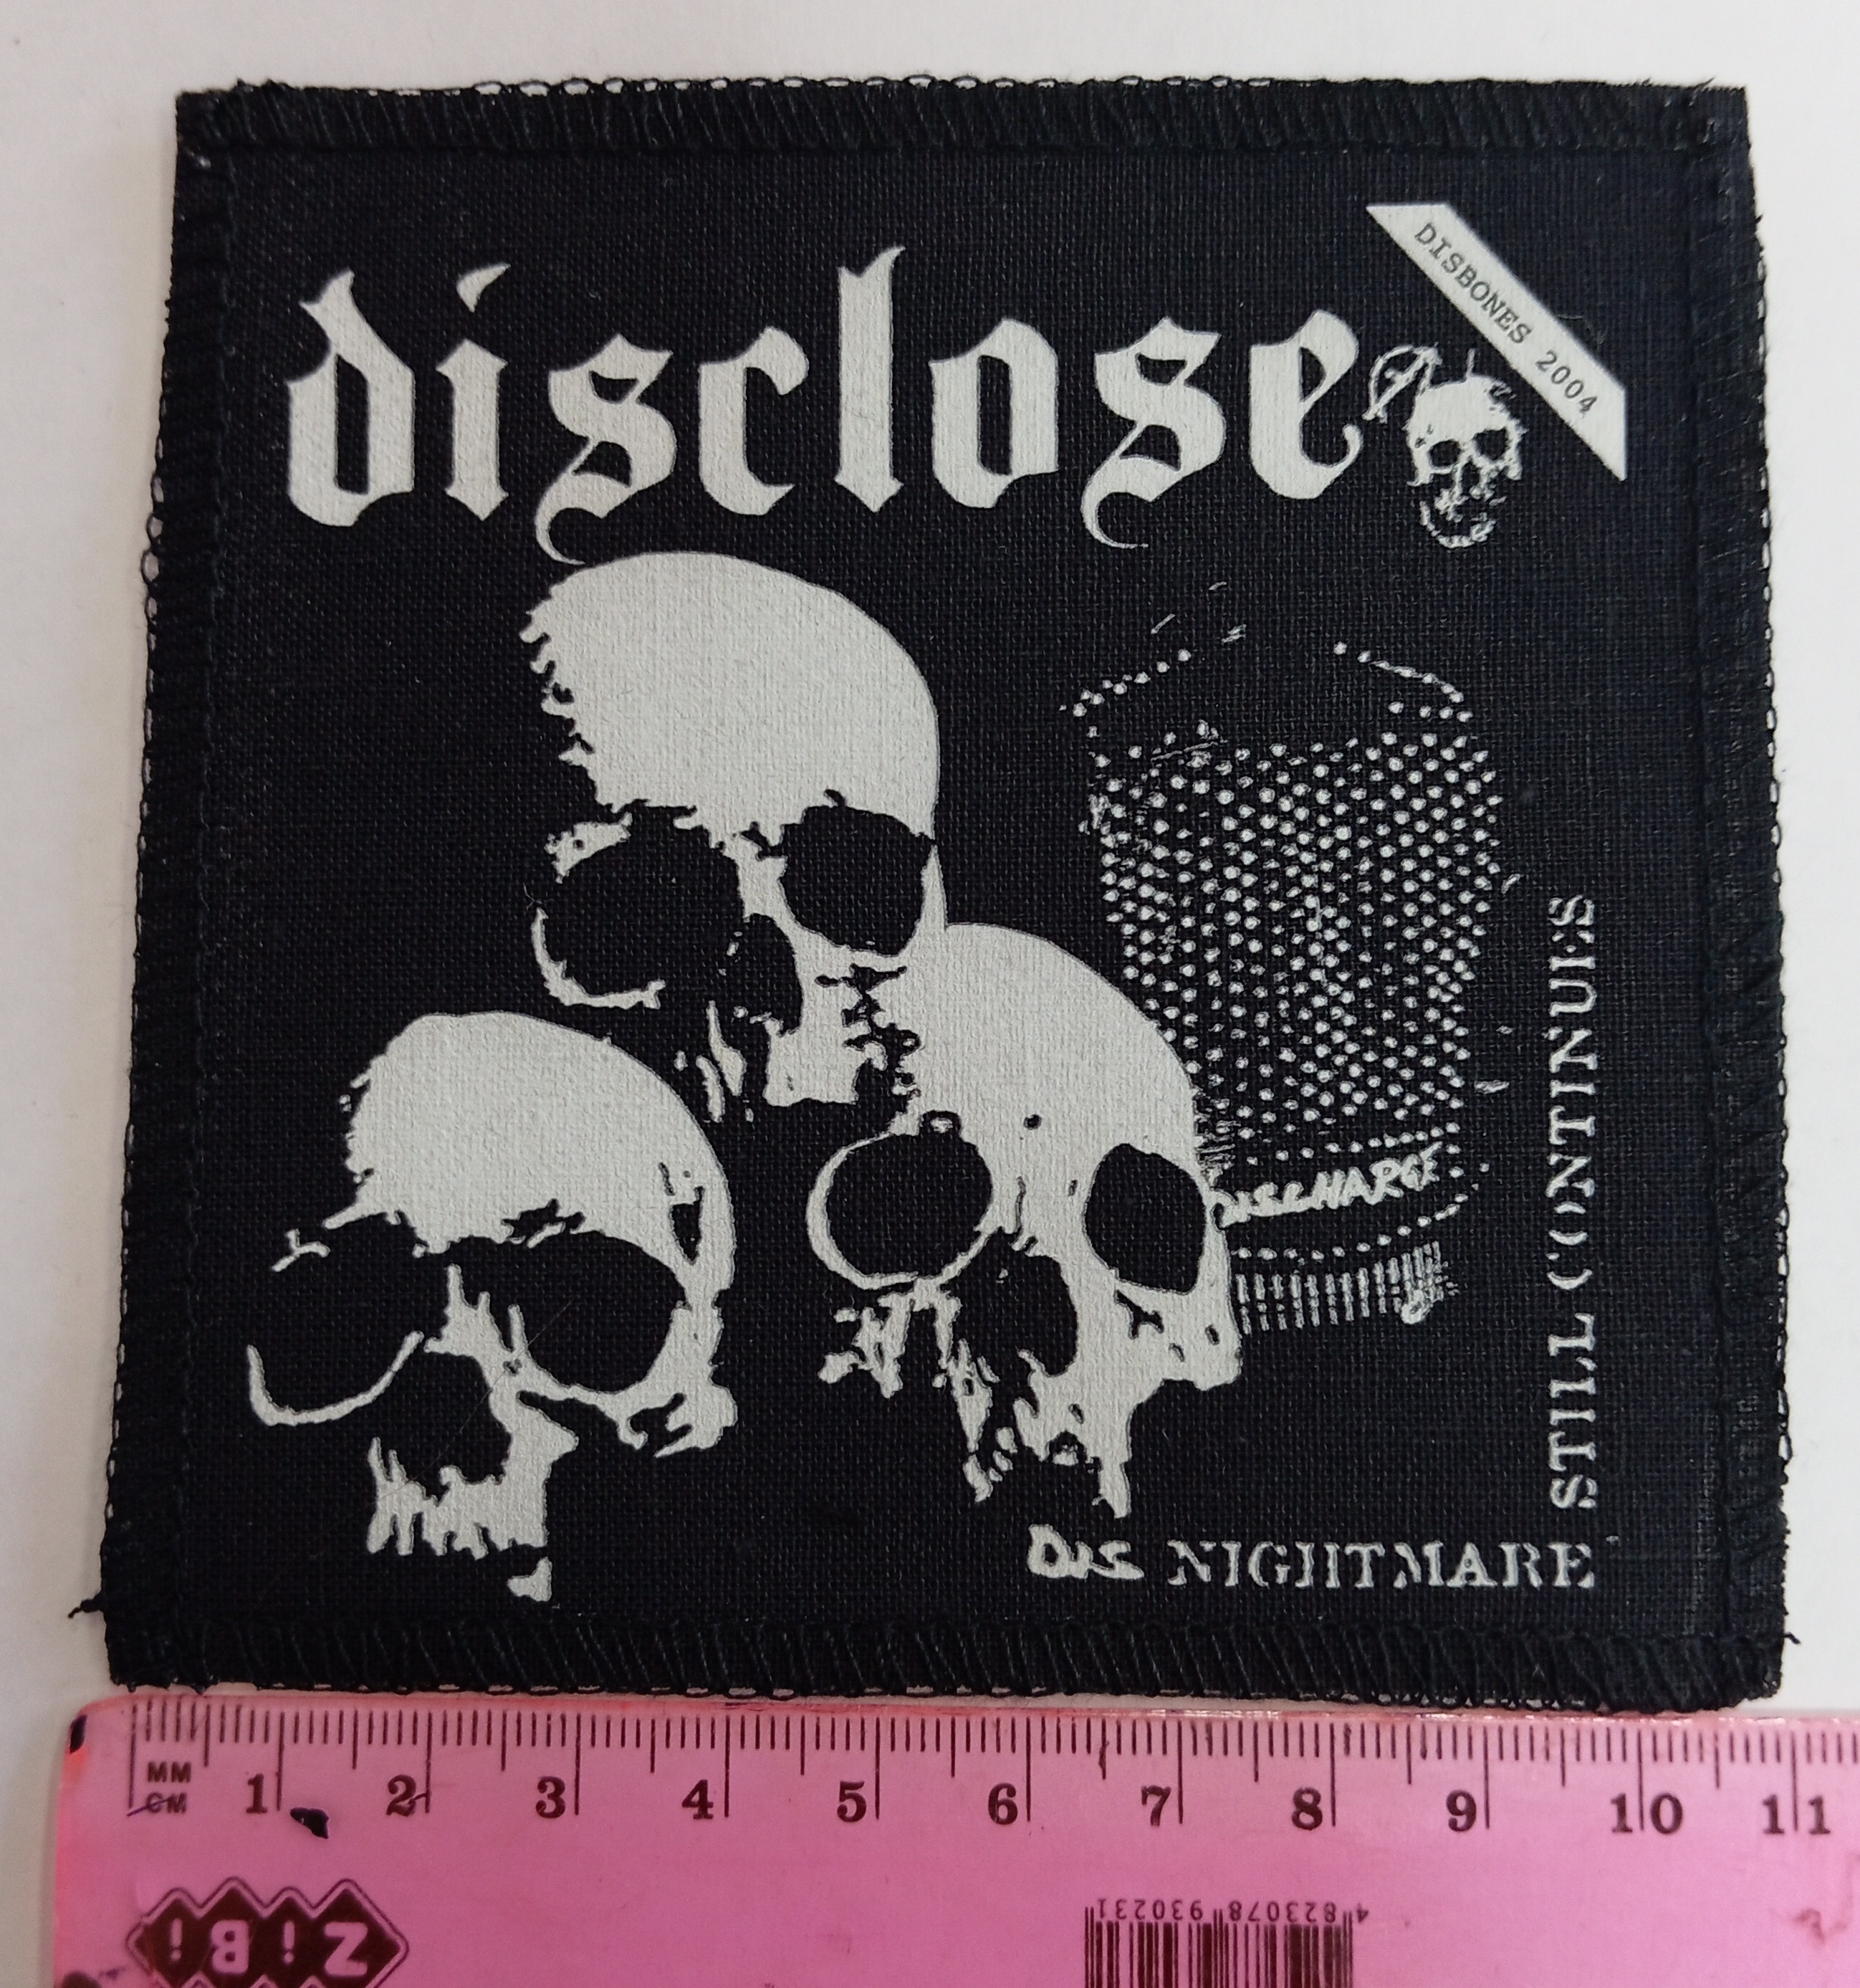 disclose
DISBONES 2004
DISCHARGE
STILL CONTINUES
DIS NIGHTMARE
MM
CM
1 2 3 4 5 6 7 8 9 10 11
ZiBi
4 823078 930231